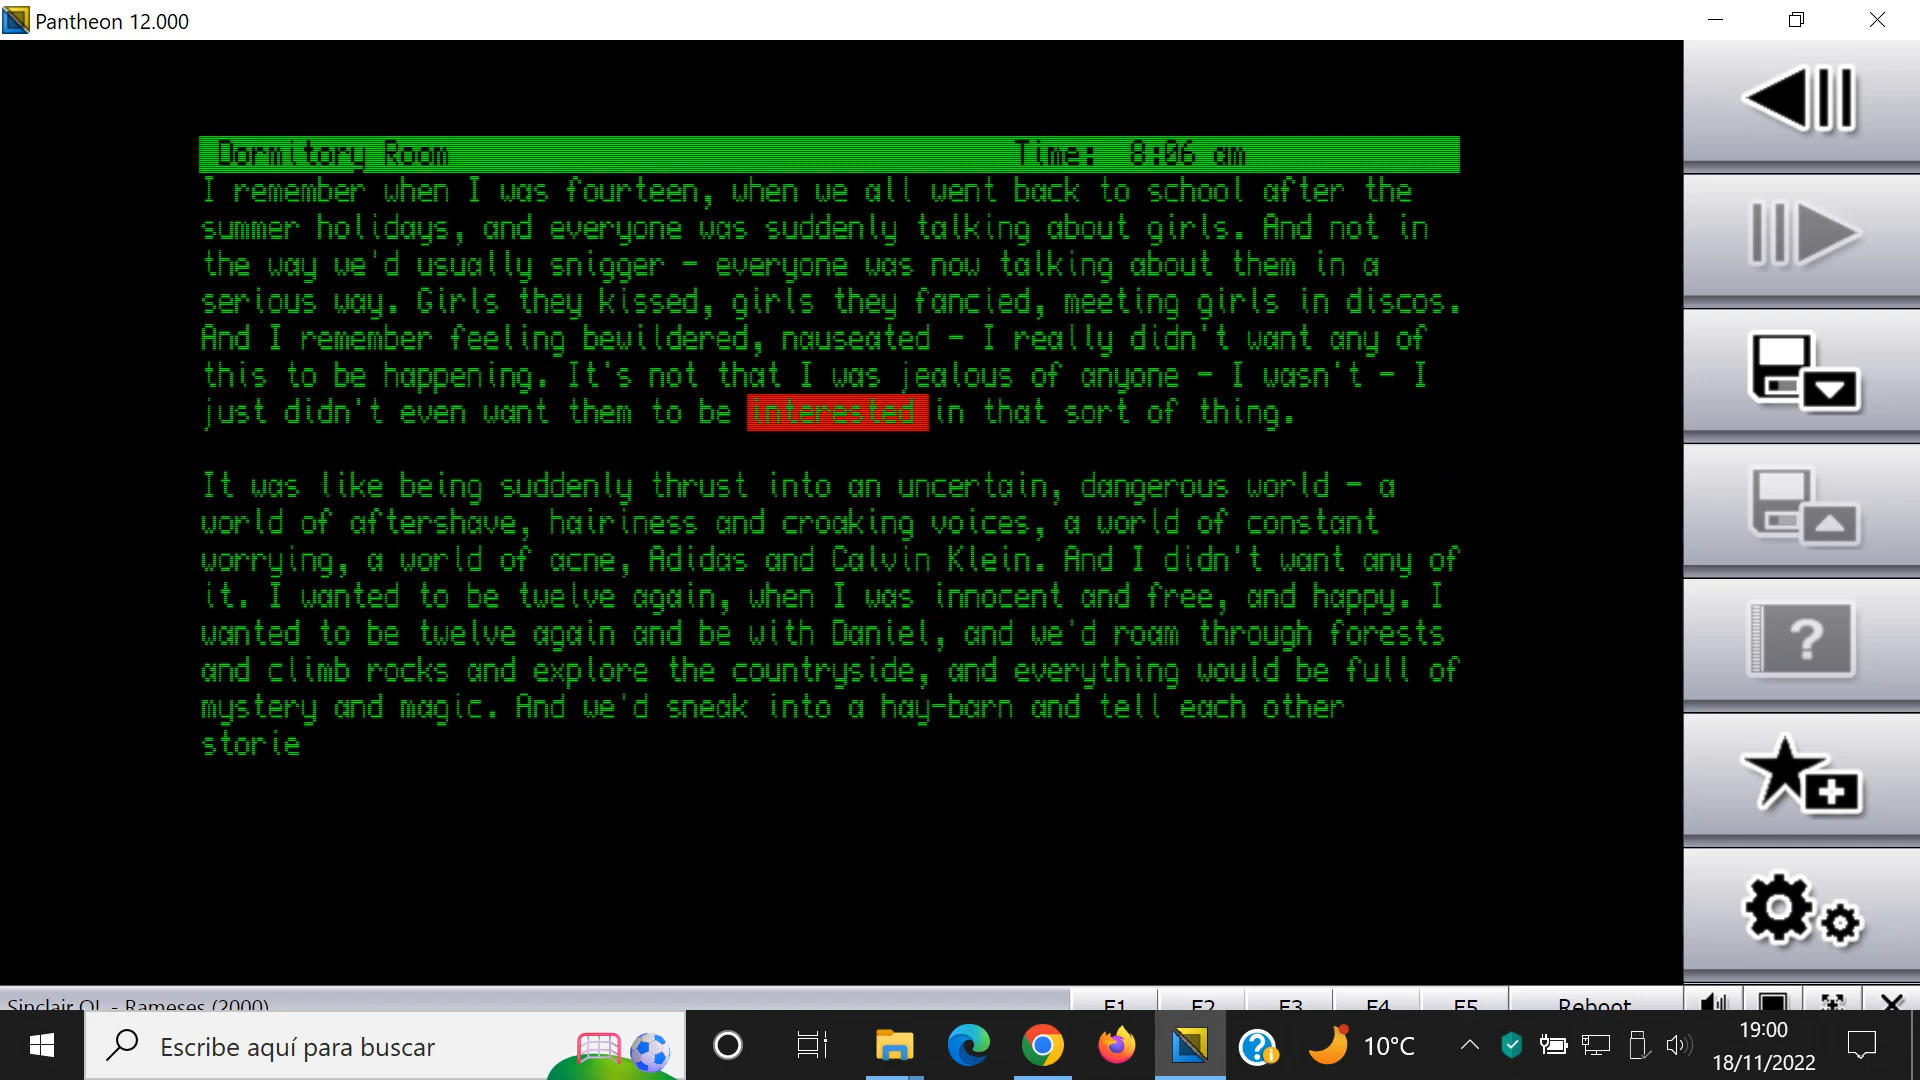 Pantheon 12.000
Dormitory Room Time: 8:06 am
I remember when I was fourteen, when we all went back to school after the
summer holidays, and everyone was suddenly talking about girls. And not in
the way we'd usually snigger - everyone was now talking about them in a
serious way. Girls they kissed, girls they fancied, meeting girls in discos.
And I remember feeling bewildered, nauseated - I really didn't want any of
this to be happening. It's not that I was jealous of anyone - I wasn't - I
just didn't even want them to be interested in that sort of thing.
It was like being suddenly thrust into an uncertain, dangerous world - a
world of aftershave, hairiness and croaking voices, a world of constant
worrying, a world of acne, Adidas and Calvin Klein. And I didn't want any of
it. I wanted to be twelve again, when I was innocent and free, and happy. I
wanted to be twelve again and be with Daniel, and we'd roam through forests
and climb rocks and explore the countryside, and everything would be full of
mystery and magic. And we'd sneak into a hay-barn and tell each other
storie
Sinclair QL - Rameses (2000) F1 F2 F3 F4 F5 Reboot
Escribe aquí para buscar
10°C
19:00
18/11/2022